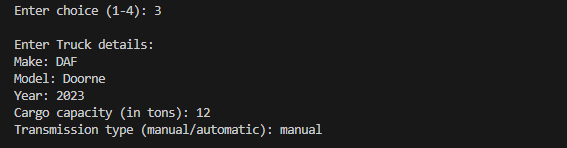 Enter choice (1-4): 3
Enter Truck details:
Make: DAF
Model: Doorne
Year: 2023
Cargo capacity (in tons): 12
Transmission type (manual/automatic): manual